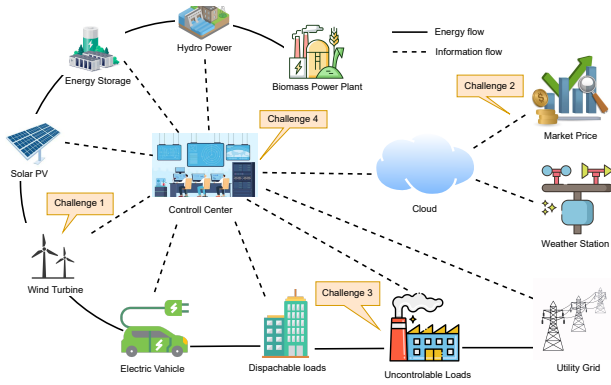 Hydro Power
Energy flow
Information flow
Energy Storage
Biomass Power Plant
Challenge 2
Challenge 4
Market Price
Solar PV
Controll Center
Cloud
Challenge 1
Weather Station
Wind Turbine
Challenge 3
Electric Vahicle
Dispachable loads
Uncontrolable Loads
Utility Grid